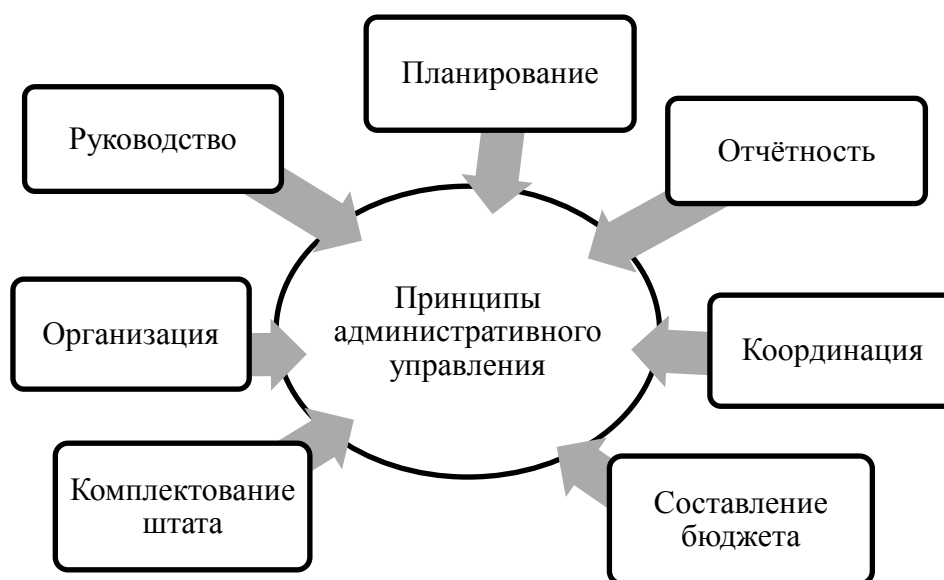 Планирование
Руководство
Отчётность
Принципы
административного
управления
Организация
Координация
Комплектование
штата
Составление
бюджета